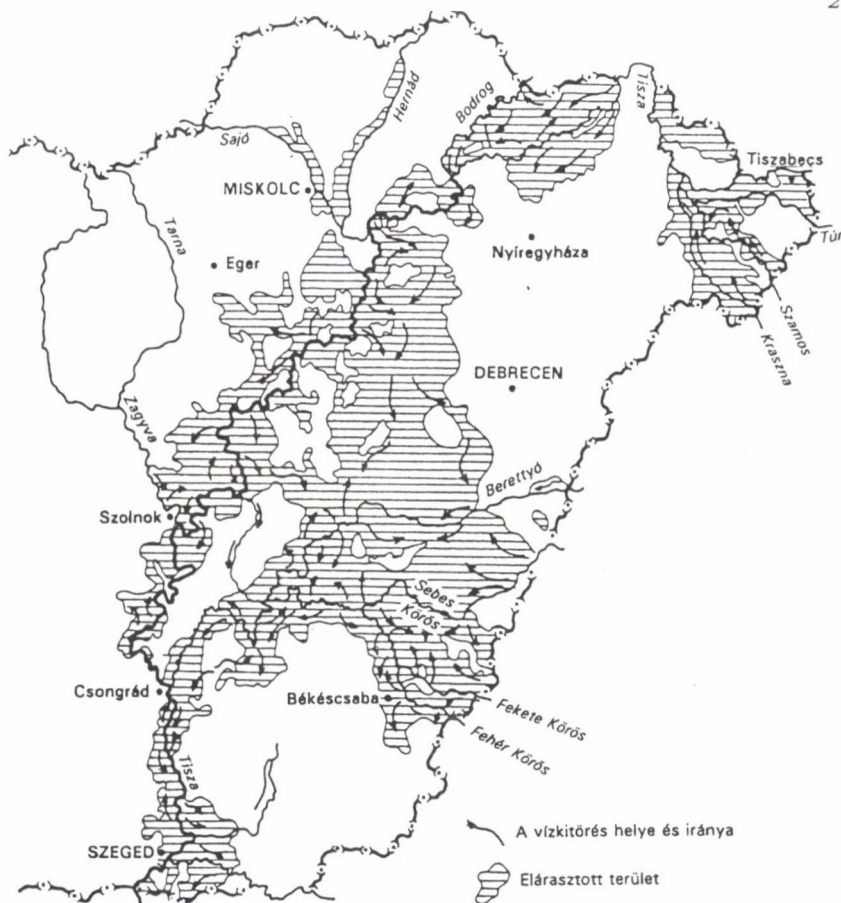 2
Sajó
Hernád
Bodrog
Tisza
MISKOLC
Tiszabecs
Tarna
Eger
Nyíregyháza
Túr
Szamos
Kraszna
DEBRECEN
Zagyva
Berettyó
Szolnok
Sebes
Körös
Csongrád
Békéscsaba
Fekete Körös
Fehér Körös
Tisza
SZEGED
A vízkitörés helye és iránya
Elárasztott terület